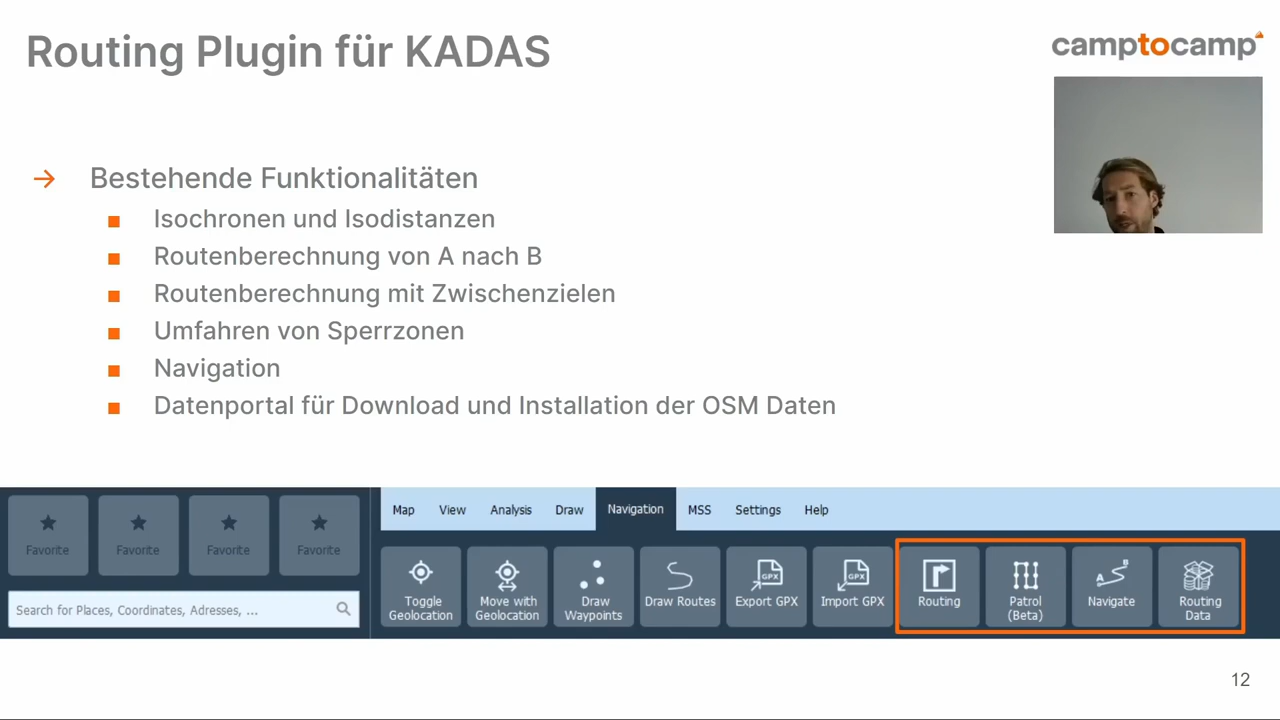 Routing Plugin für KADAS
camptocamp
→ Bestehende Funktionalitäten
■ Isochronen und Isodistanzen
■ Routenberechnung von A nach B
■ Routenberechnung mit Zwischenzielen
■ Umfahren von Sperrzonen
■ Navigation
■ Datenportal für Download und Installation der OSM Daten
Favorite Favorite Favorite Favorite
Search for Places, Coordinates, Adresses, ...
Map View Analysis Draw Navigation MSS Settings Help
GPX GPX A B
Toggle Move with Draw Draw Routes Export GPX Import GPX Routing Patrol Navigate Routing
Geolocation Geolocation Waypoints (Beta) Data
12